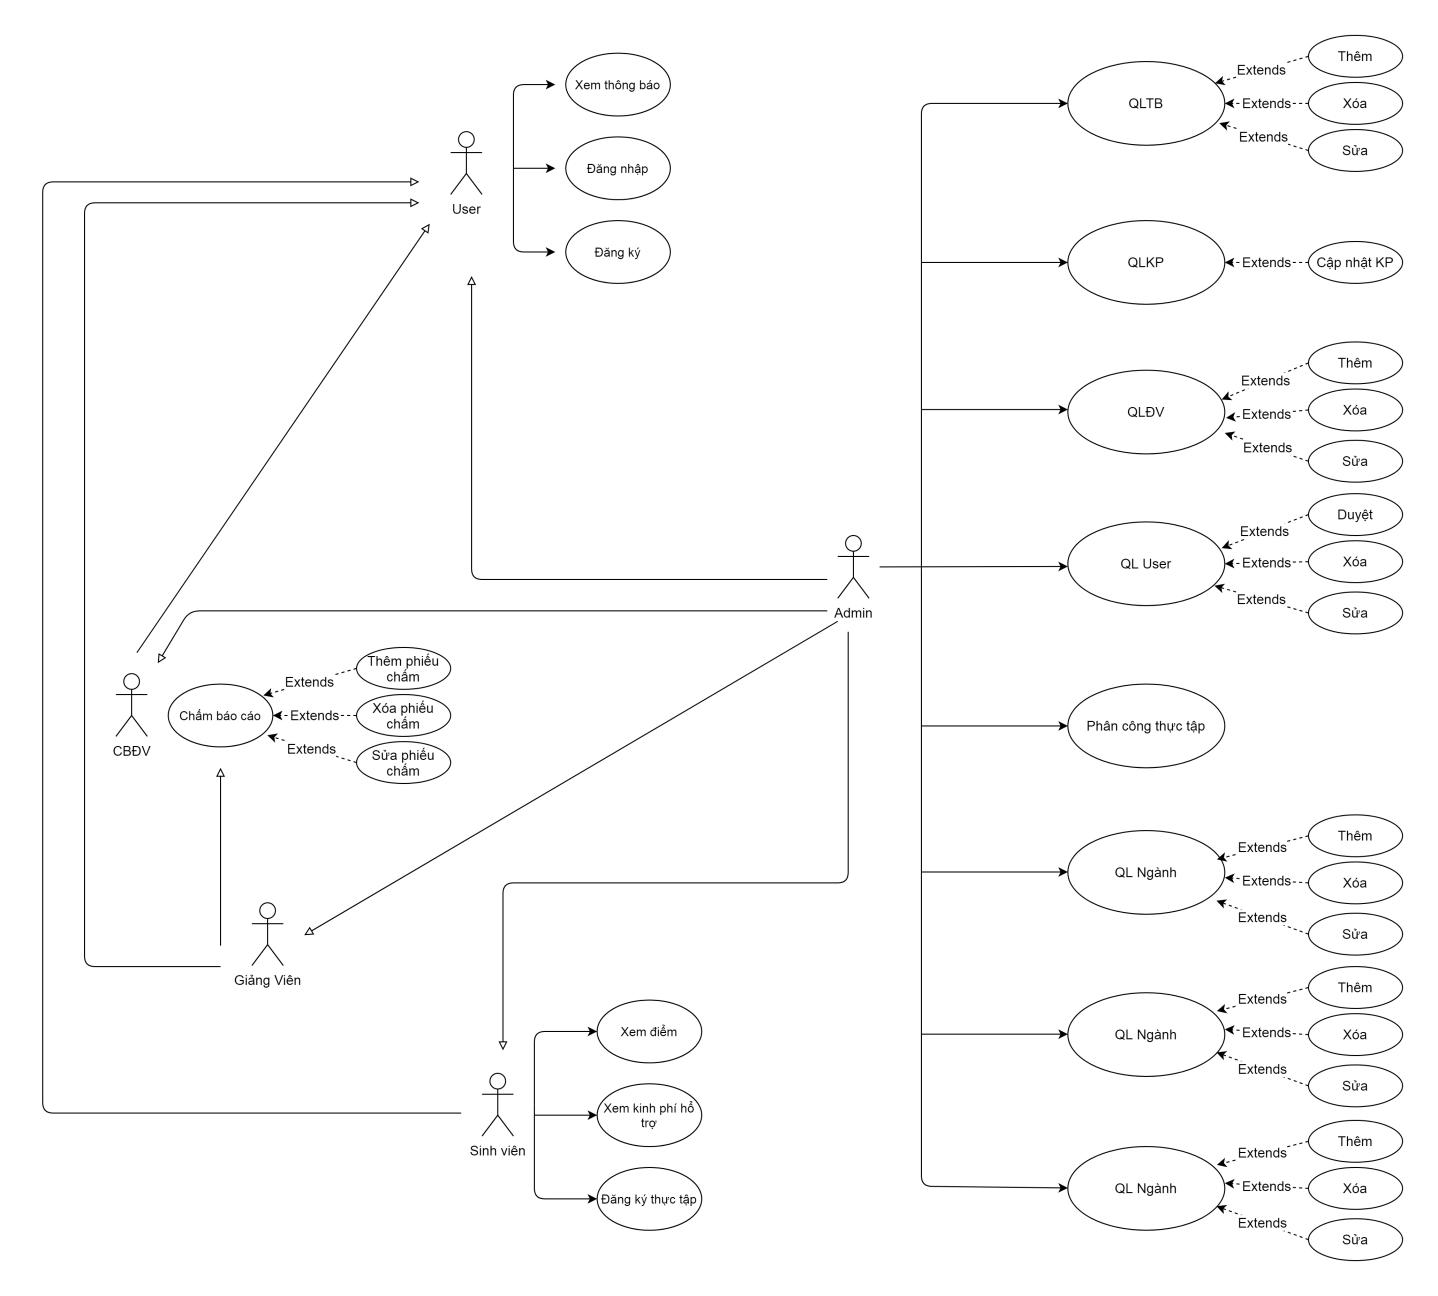 Xem thông báo
Đăng nhập
Đăng ký
User
QLTB
Extends
Thêm
Extends
Xóa
Extends
Sửa
QLKP
Extends
Cập nhật KP
QLĐV
Extends
Thêm
Extends
Xóa
Extends
Sửa
QL User
Extends
Duyệt
Extends
Xóa
Extends
Sửa
Admin
CBĐV
Chấm báo cáo
Extends
Thêm phiếu
chấm
Extends
Xóa phiếu
chấm
Extends
Sửa phiếu
chấm
Phân công thực tập
QL Ngành
Extends
Thêm
Extends
Xóa
Extends
Sửa
Giảng Viên
QL Ngành
Extends
Thêm
Extends
Xóa
Extends
Sửa
Sinh viên
Xem điểm
Xem kinh phí hổ
trợ
Đăng ký thực tập
QL Ngành
Extends
Thêm
Extends
Xóa
Extends
Sửa